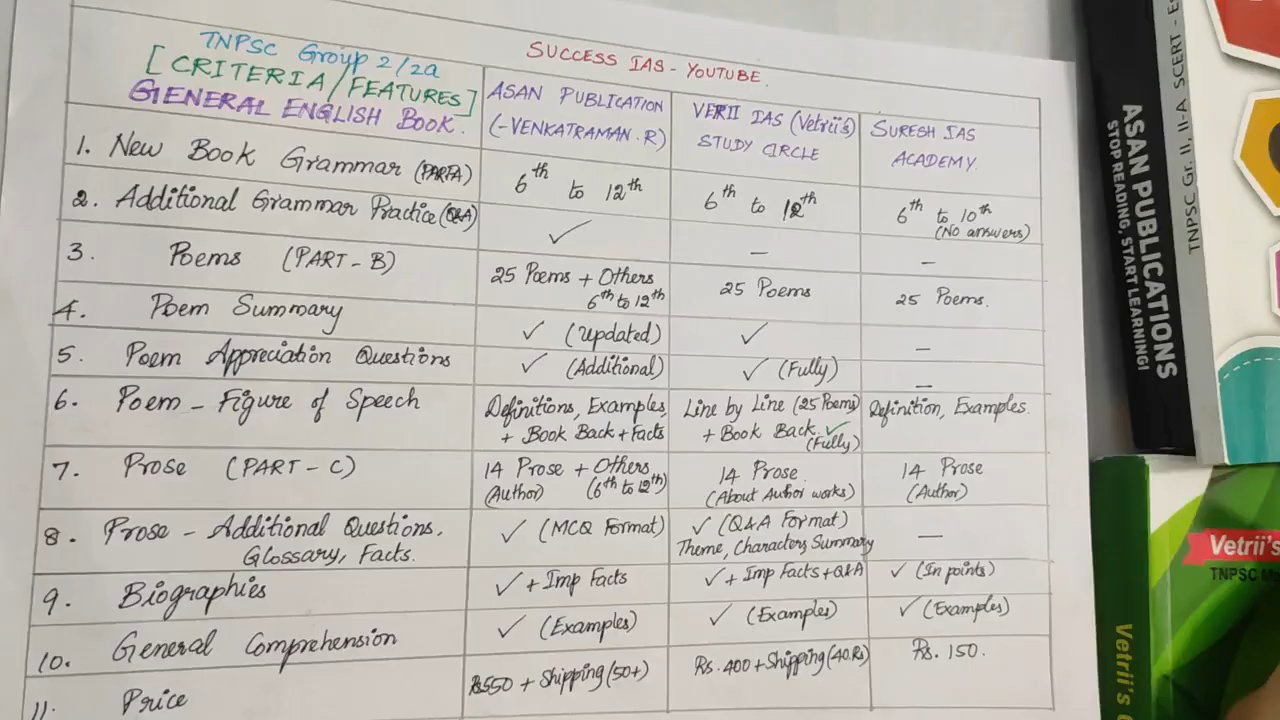 SUCCESS IAS - YOUTUBE.
TNPSC Group 2/2a
[CRITERIA/FEATURES]
GENERAL ENGLISH BOOK.
ASAN PUBLICATION
(-VENKATRAMAN.R)
VERII IAS (Vetrii's)
STUDY CIRCLE
SURESH IAS
ACADEMY.
1. New Book Grammar (PART A)
6th to 12th
6th to 12th
6th to 10th
(No answers)
2. Additional Grammar Practice (Q&A)
✓
—
—
3. Poems (PART-B)
25 Poems + Others
6th to 12th
25 Poems
25 Poems.
4. Poem Summary
✓ (Updated)
✓
—
5. Poem Appreciation Questions
✓ (Additional)
✓ (Fully)
—
6. Poem - Figure of Speech
Definitions, Examples,
+ Book Back + Facts
Line by Line (25 Poems)
+ Book Back ✓
(Fully)
Definition, Examples.
7. Prose (PART-C)
14 Prose + Others
(Author) (6th to 12th)
14 Prose.
(About Author works)
14 Prose
(Author)
8. Prose - Additional Questions,
Glossary, Facts.
✓ (MCQ Format)
✓ (Q&A Format)
Theme, Characters Summary
—
9. Biographies
✓ + Imp Facts
✓ + Imp Facts + Q&A
✓ (In points)
10. General Comprehension
✓ (Examples)
✓ (Examples)
✓ (Examples)
11. Price
Rs550 + Shipping (50+)
Rs. 400 + Shipping (40.Rs)
Rs. 150.
ASAN PUBLICATIONS
STOP READING, START LEARNING!
TNPSC Gr. II, II-A SCERT - E
Vetrii's
TNPSC
Vetrii's